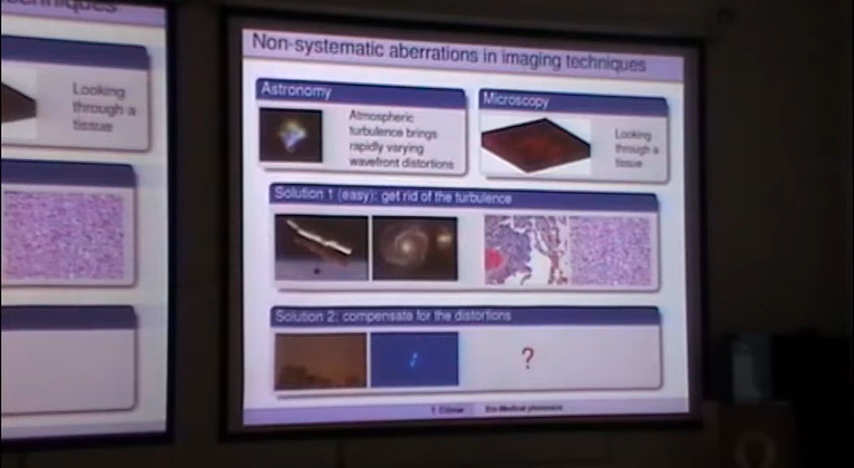 Looking
through a
tissue
Non-systematic aberrations in imaging techniques
Astronomy
Atmospheric
turbulence brings
rapidly varying
wavefront distortions
Microscopy
Looking
through a
tissue
Solution 1 (easy): get rid of the turbulence
Solution 2: compensate for the distortions
?